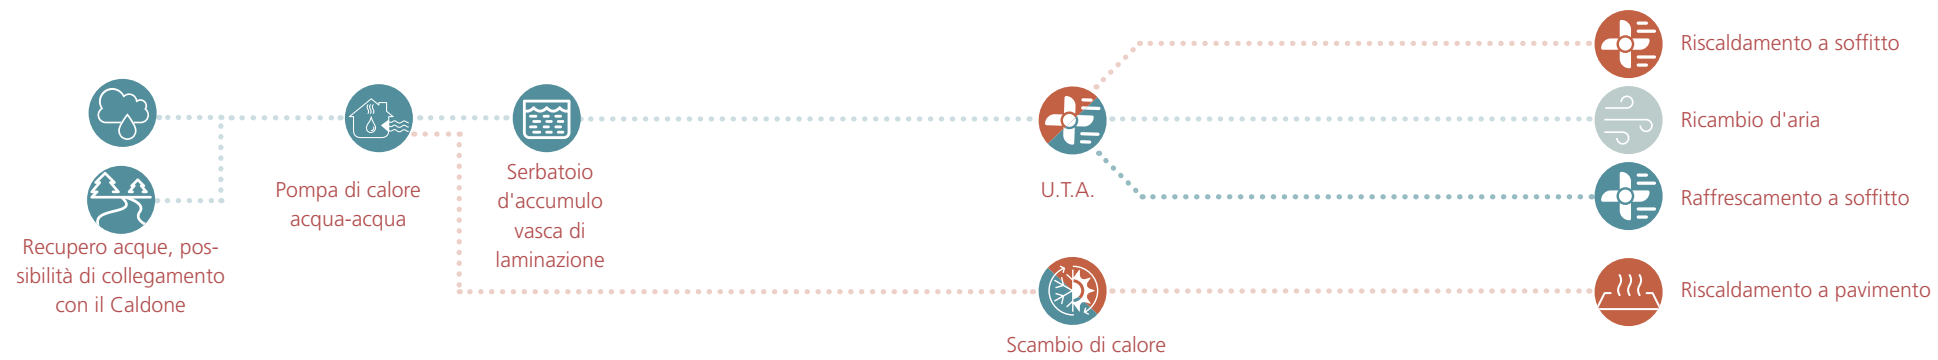 Recupero acque, pos-
sibilità di collegamento
con il Caldone
Pompa di calore
acqua-acqua
Serbatoio
d'accumulo
vasca di
laminazione
U.T.A.
Scambio di calore
Riscaldamento a soffitto
Ricambio d'aria
Raffrescamento a soffitto
Riscaldamento a pavimento